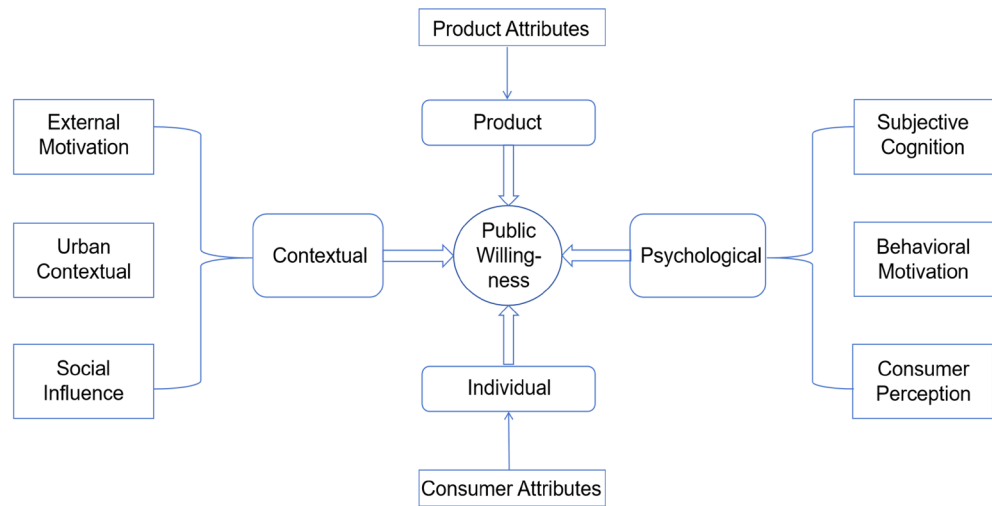 Product Attributes
Product
External
Motivation
Urban
Contextual
Social
Influence
Contextual
Public
Willing-
ness
Psychological
Subjective
Cognition
Behavioral
Motivation
Consumer
Perception
Individual
Consumer Attributes